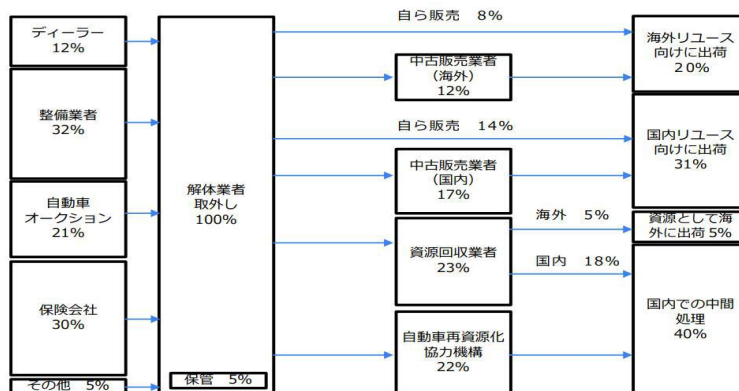 ディーラー
12%
整備業者
32%
自動車
オークション
21%
保険会社
30%
その他 5%
解体業者
取外し
100%
保管 5%
自ら販売 8%
中古販売業者
（海外）
12%
自ら販売 14%
中古販売業者
（国内）
17%
資源回収業者
23%
海外 5%
国内 18%
自動車再資源化
協力機構
22%
海外リユース
向けに出荷
20%
国内リユース
向けに出荷
31%
資源として海
外に出荷 5%
国内での中間
処理
40%